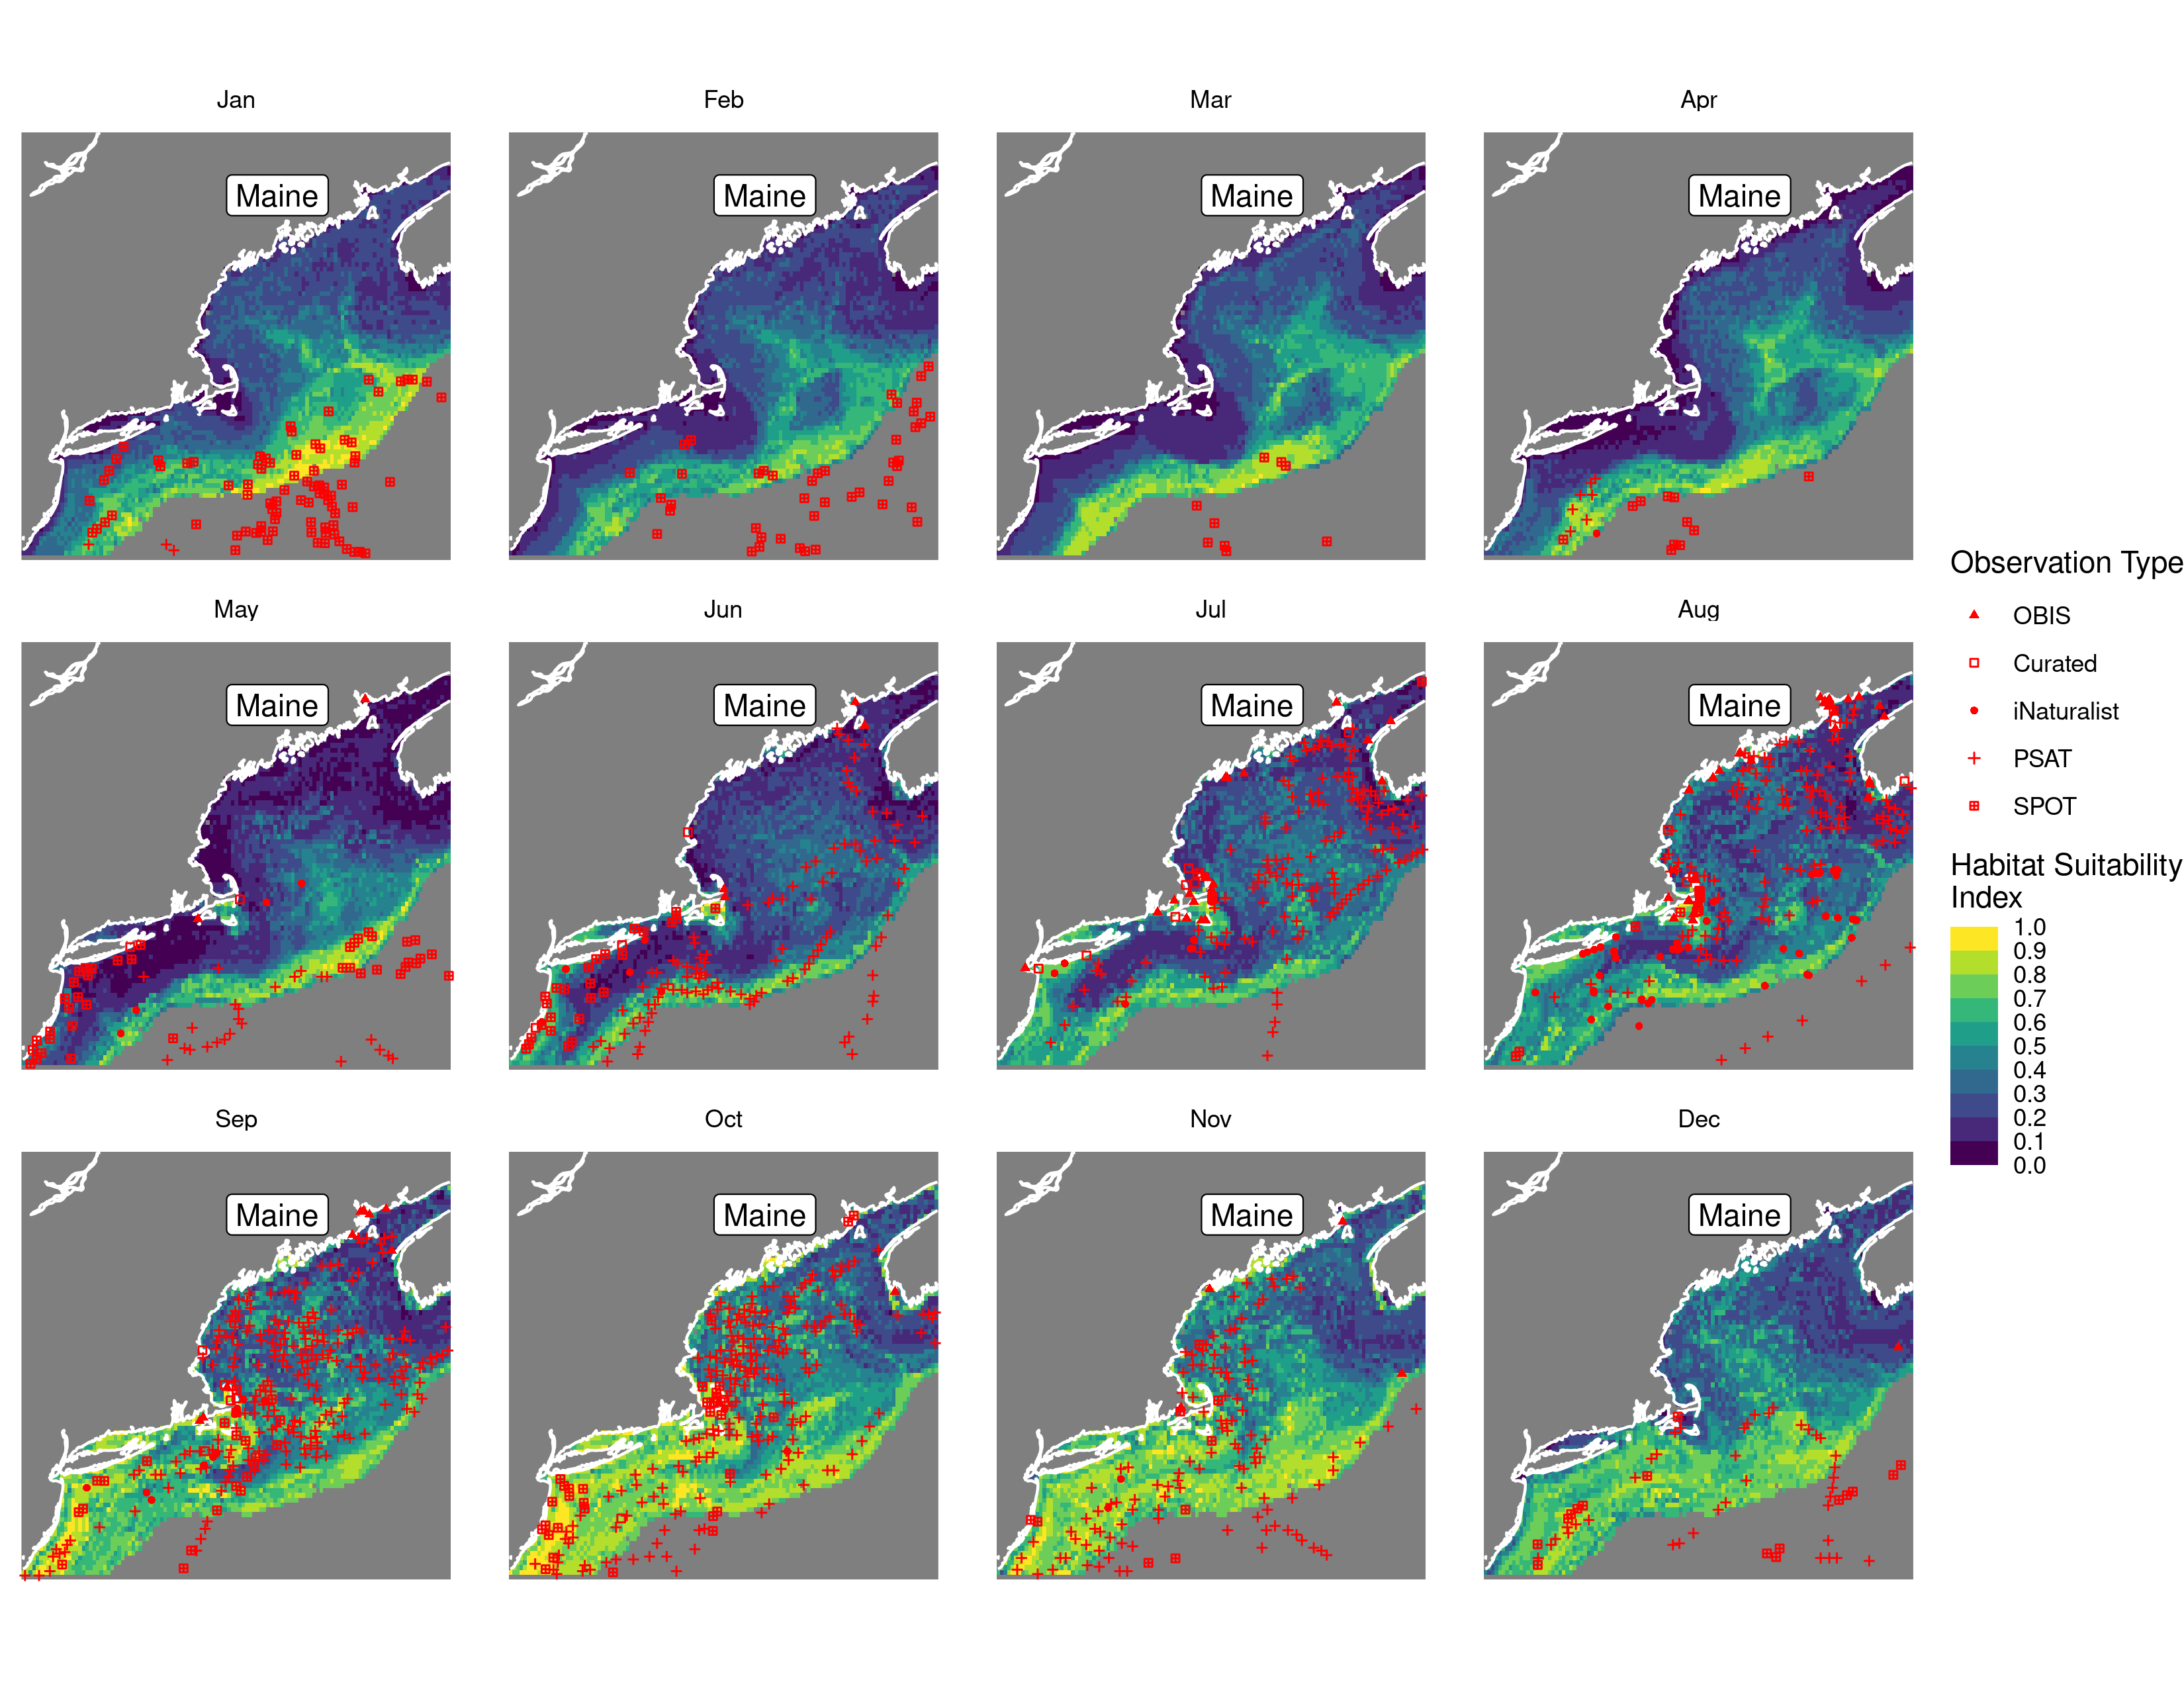 Jan
Feb
Mar
Apr
Maine
Maine
Maine
Maine
May
Jun
Jul
Aug
Maine
Maine
Maine
Maine
Sep
Oct
Nov
Dec
Maine
Maine
Maine
Maine
Observation Type
OBIS
Curated
iNaturalist
PSAT
SPOT
Habitat Suitability
Index
1.0
0.9
0.8
0.7
0.6
0.5
0.4
0.3
0.2
0.1
0.0